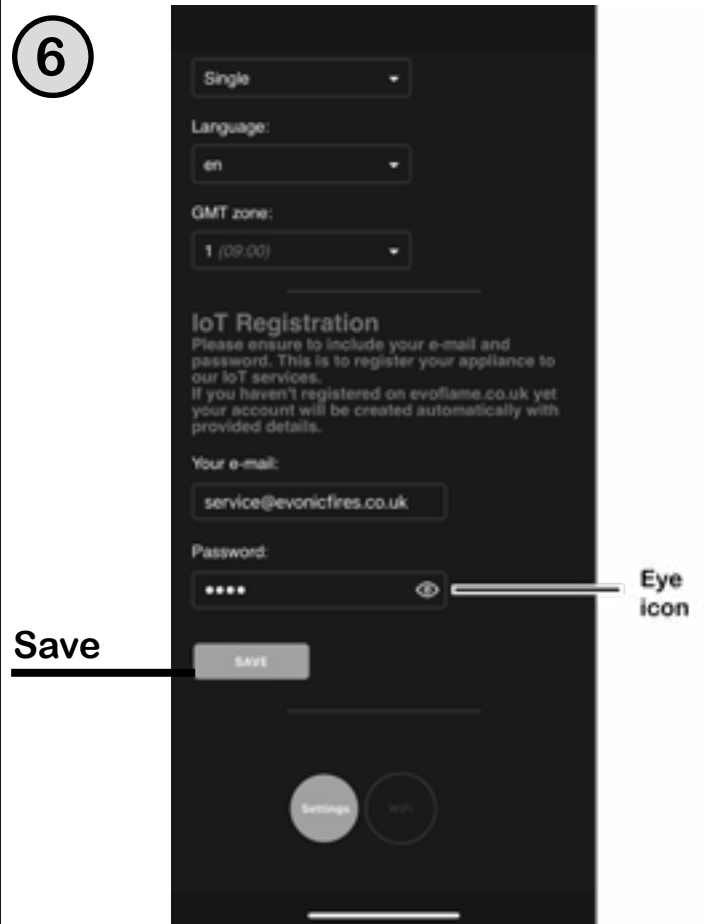 6
Single
Language:
en
GMT zone:
1 (09:00)
IoT Registration
Please ensure to include your e-mail and
password. This is to register your appliance to
our IoT services.
If you haven't registered on evoflame.co.uk yet
your account will be created automatically with
provided details.
Your e-mail:
service@evonicfires.co.uk
Password:
••••
Eye
icon
Save
SAVE
Settings
WiFi